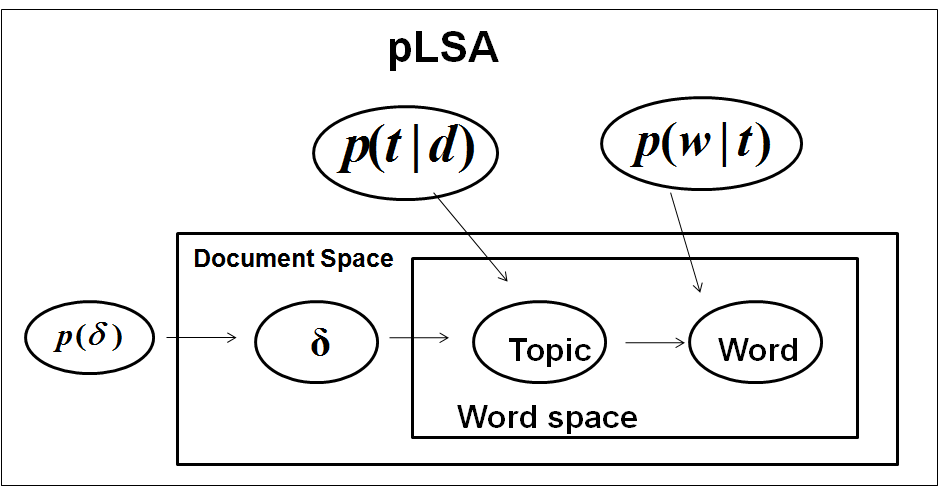 pLSA
p(t|d)
p(w|t)
Document Space
p(δ)
δ
Topic
Word
Word space